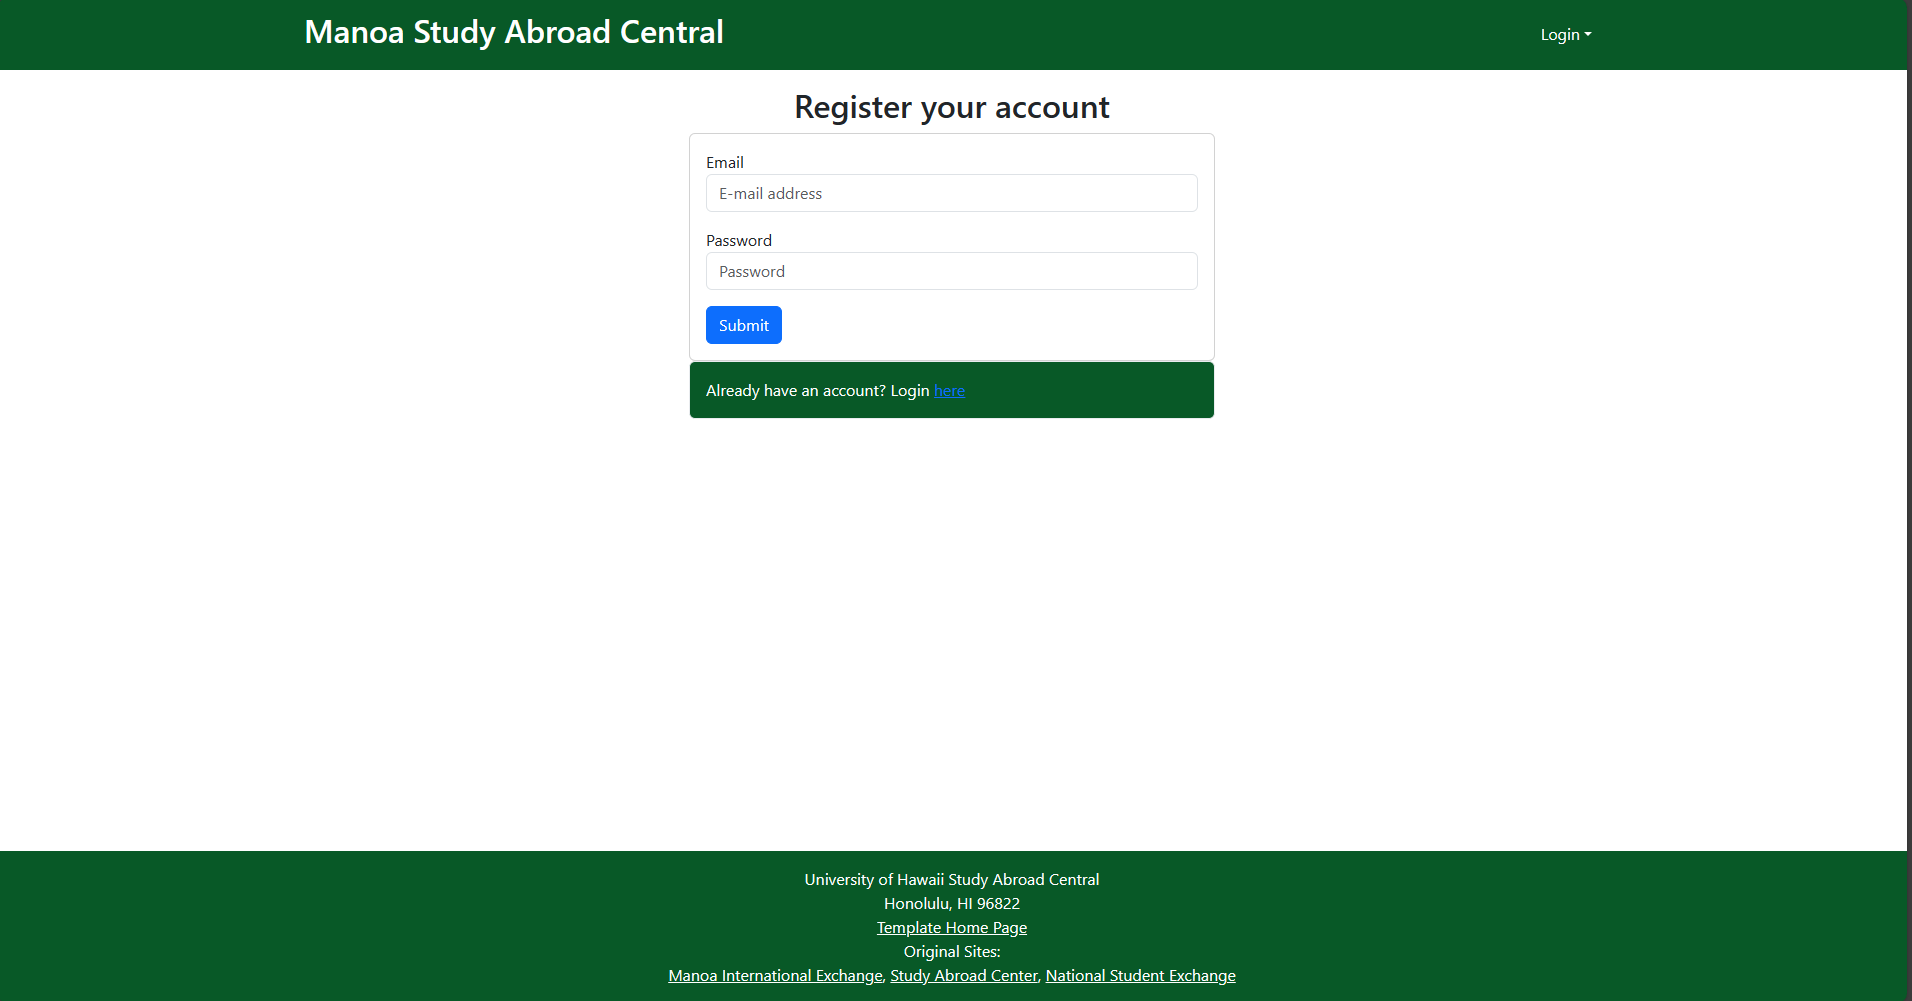 Manoa Study Abroad Central
Login
Register your account
Email
E-mail address
Password
Password
Submit
Already have an account? Login here
University of Hawaii Study Abroad Central
Honolulu, HI 96822
Template Home Page
Original Sites:
Manoa International Exchange, Study Abroad Center, National Student Exchange